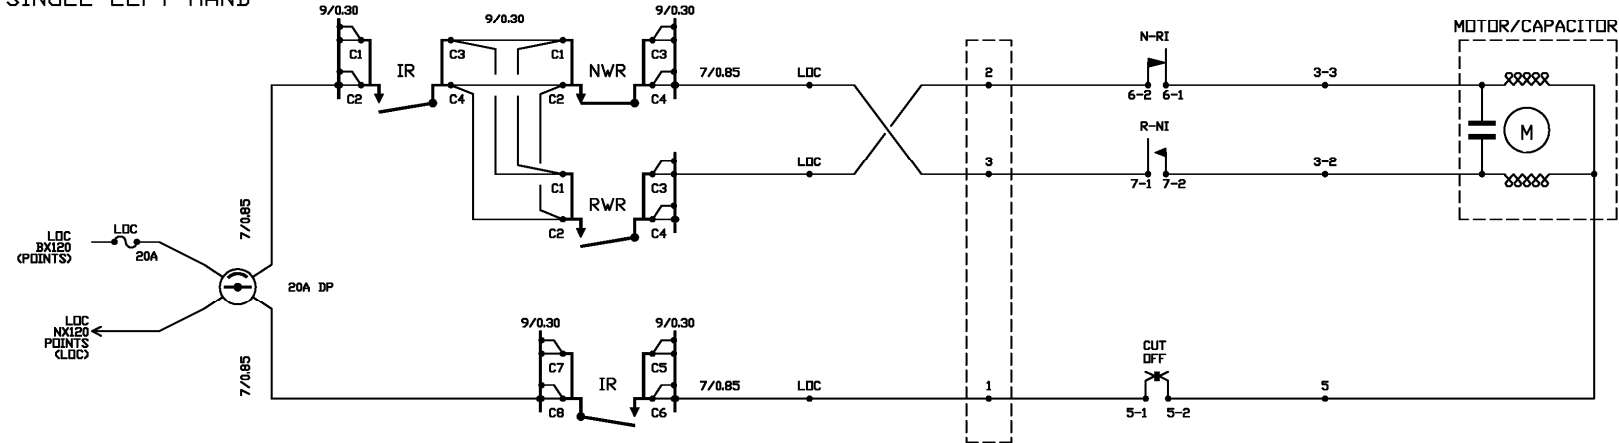 SINGLE LEFT HAND
9/0.30
9/0.30
9/0.30
MOTOR/CAPACITOR
C1
C3
C1
C3
N-RI
IR
NWR
7/0.85
LOC
2
3-3
C2
C4
C2
C4
6-2 6-1
R-NI
M
LOC
3
3-2
C1
C3
7-1 7-2
RWR
7/0.85
C2
C4
LOC
BX120
(POINTS)
LOC
20A
20A DP
LOC
NX120
POINTS
(LOC)
9/0.30
9/0.30
7/0.85
C7
C5
CUT
OFF
IR
7/0.85
LOC
1
5
C8
C6
5-1 5-2